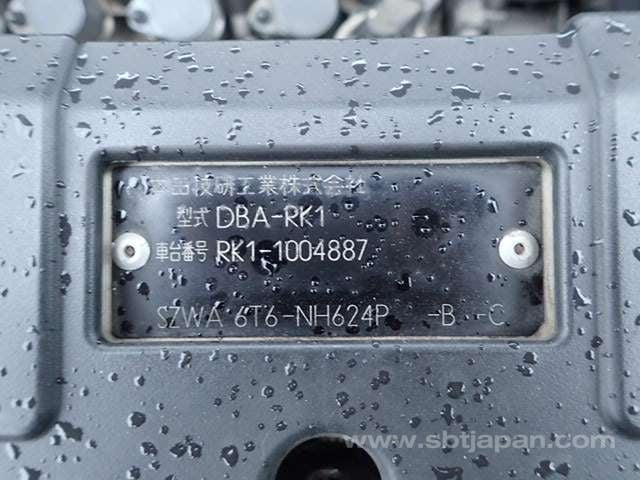 本田技研工業株式会社
型式 DBA-RK1
車台番号 RK1-1004887
SZWA 6T6-NH624P -B -C
www.sbtjapan.com